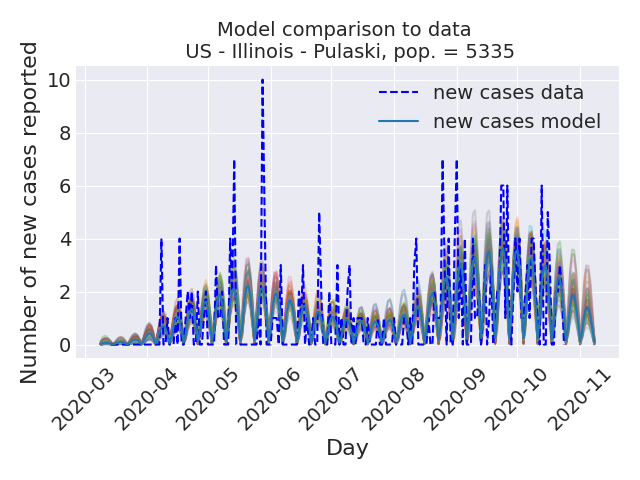 Model comparison to data
US - Illinois - Pulaski, pop. = 5335
Number of new cases reported
10
8
6
4
2
0
new cases data
new cases model
2020-03
2020-04
2020-05
2020-06
2020-07
2020-08
2020-09
2020-10
2020-11
Day